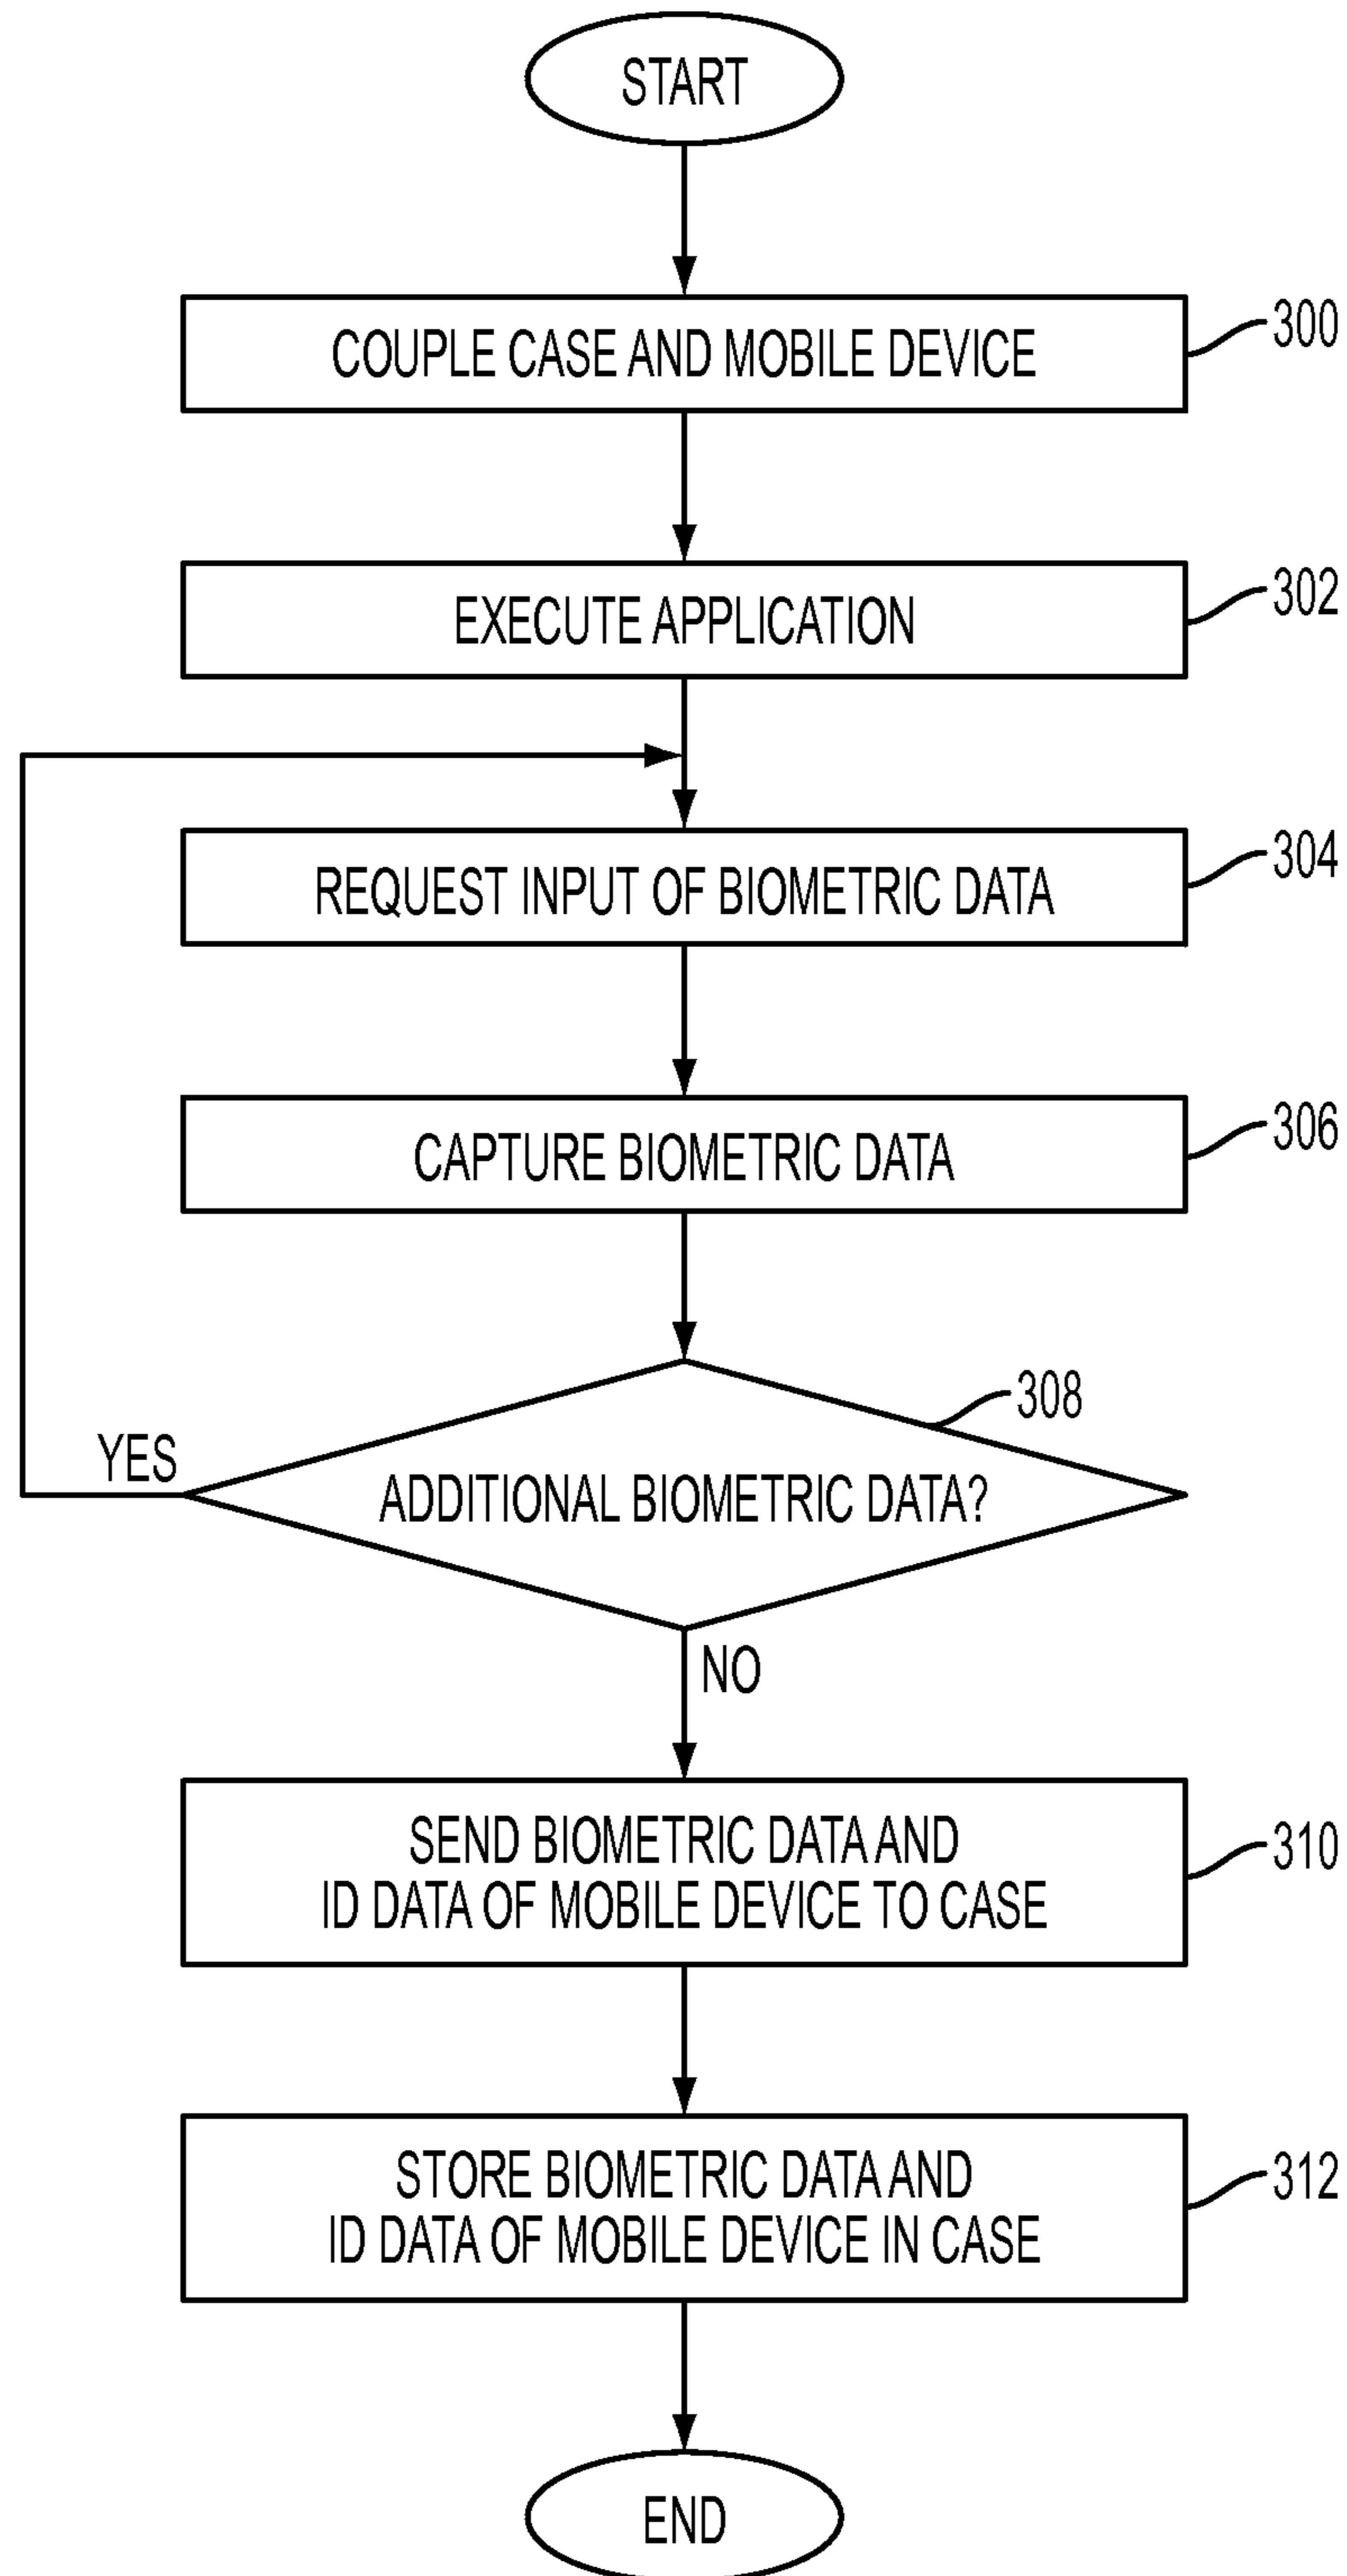 START
COUPLE CASE AND MOBILE DEVICE
300
EXECUTE APPLICATION
302
REQUEST INPUT OF BIOMETRIC DATA
304
CAPTURE BIOMETRIC DATA
306
308
YES
ADDITIONAL BIOMETRIC DATA?
NO
SEND BIOMETRIC DATA AND
ID DATA OF MOBILE DEVICE TO CASE
310
STORE BIOMETRIC DATA AND
ID DATA OF MOBILE DEVICE IN CASE
312
END